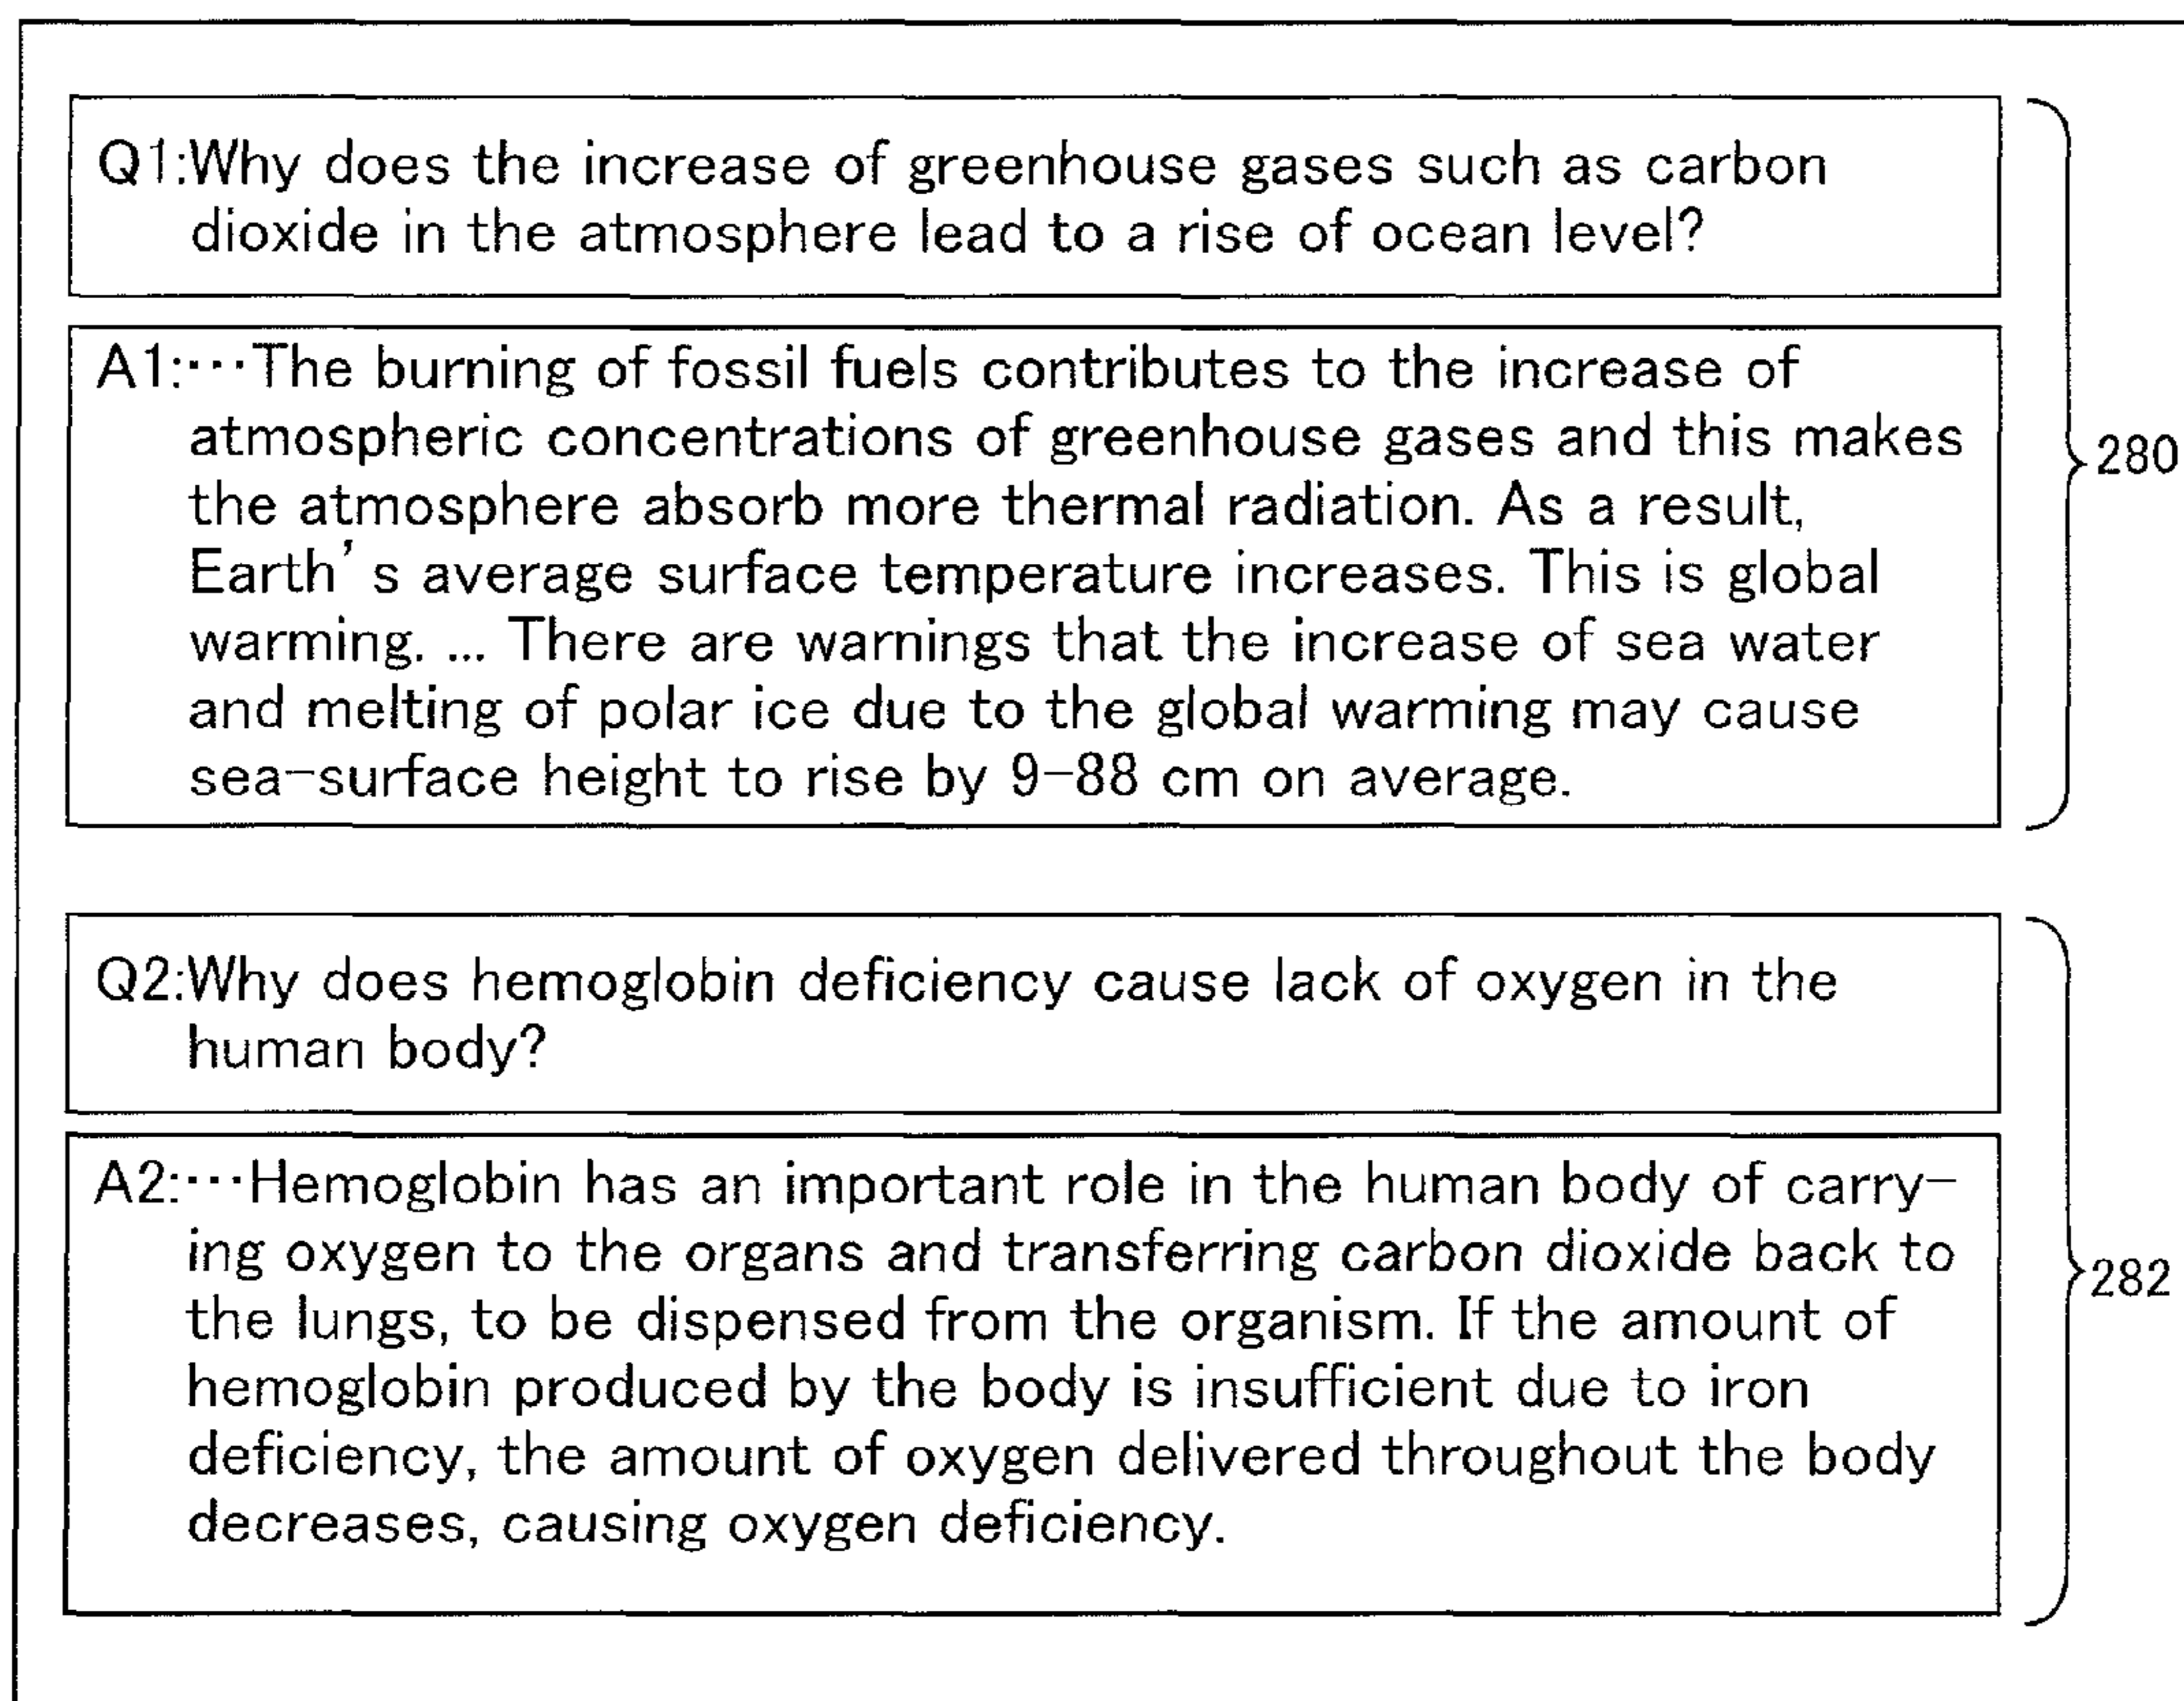 Q1:Why does the increase of greenhouse gases such as carbon
dioxide in the atmosphere lead to a rise of ocean level?
A1:···The burning of fossil fuels contributes to the increase of
atmospheric concentrations of greenhouse gases and this makes
the atmosphere absorb more thermal radiation. As a result,
Earth's average surface temperature increases. This is global
warming. ... There are warnings that the increase of sea water
and melting of polar ice due to the global warming may cause
sea-surface height to rise by 9-88 cm on average.
280
Q2:Why does hemoglobin deficiency cause lack of oxygen in the
human body?
A2:···Hemoglobin has an important role in the human body of carry-
ing oxygen to the organs and transferring carbon dioxide back to
the lungs, to be dispensed from the organism. If the amount of
hemoglobin produced by the body is insufficient due to iron
deficiency, the amount of oxygen delivered throughout the body
decreases, causing oxygen deficiency.
282